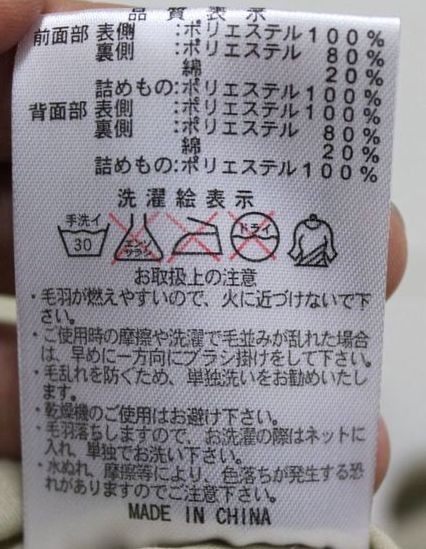 品質表示
前面部 表側 :ポリエステル100%
裏側 :ポリエステル 80%
綿 20%
詰めもの:ポリエステル100%
背面部 表側 :ポリエステル100%
裏側 :ポリエステル 80%
綿 20%
詰めもの:ポリエステル100%
洗濯絵表示
手洗イ
30
エンソ
サラシ
ドライ
お取扱上の注意
・毛羽が燃えやすいので、火に近づけないで下
さい。
・ご使用時の摩擦や洗濯で毛並みが乱れた場合
は、早めに一方向にブラシ掛けをして下さい。
・毛乱れを防ぐため、単独洗いをお勧めいたし
ます。
・乾燥機のご使用はお避け下さい。
・毛羽落ちしますので、お洗濯の際はネットに
入れ、単独でお洗い下さい。
・水ぬれ、摩擦等により、色落ちが発生する恐
れがありますのでご注意下さい。
MADE IN CHINA